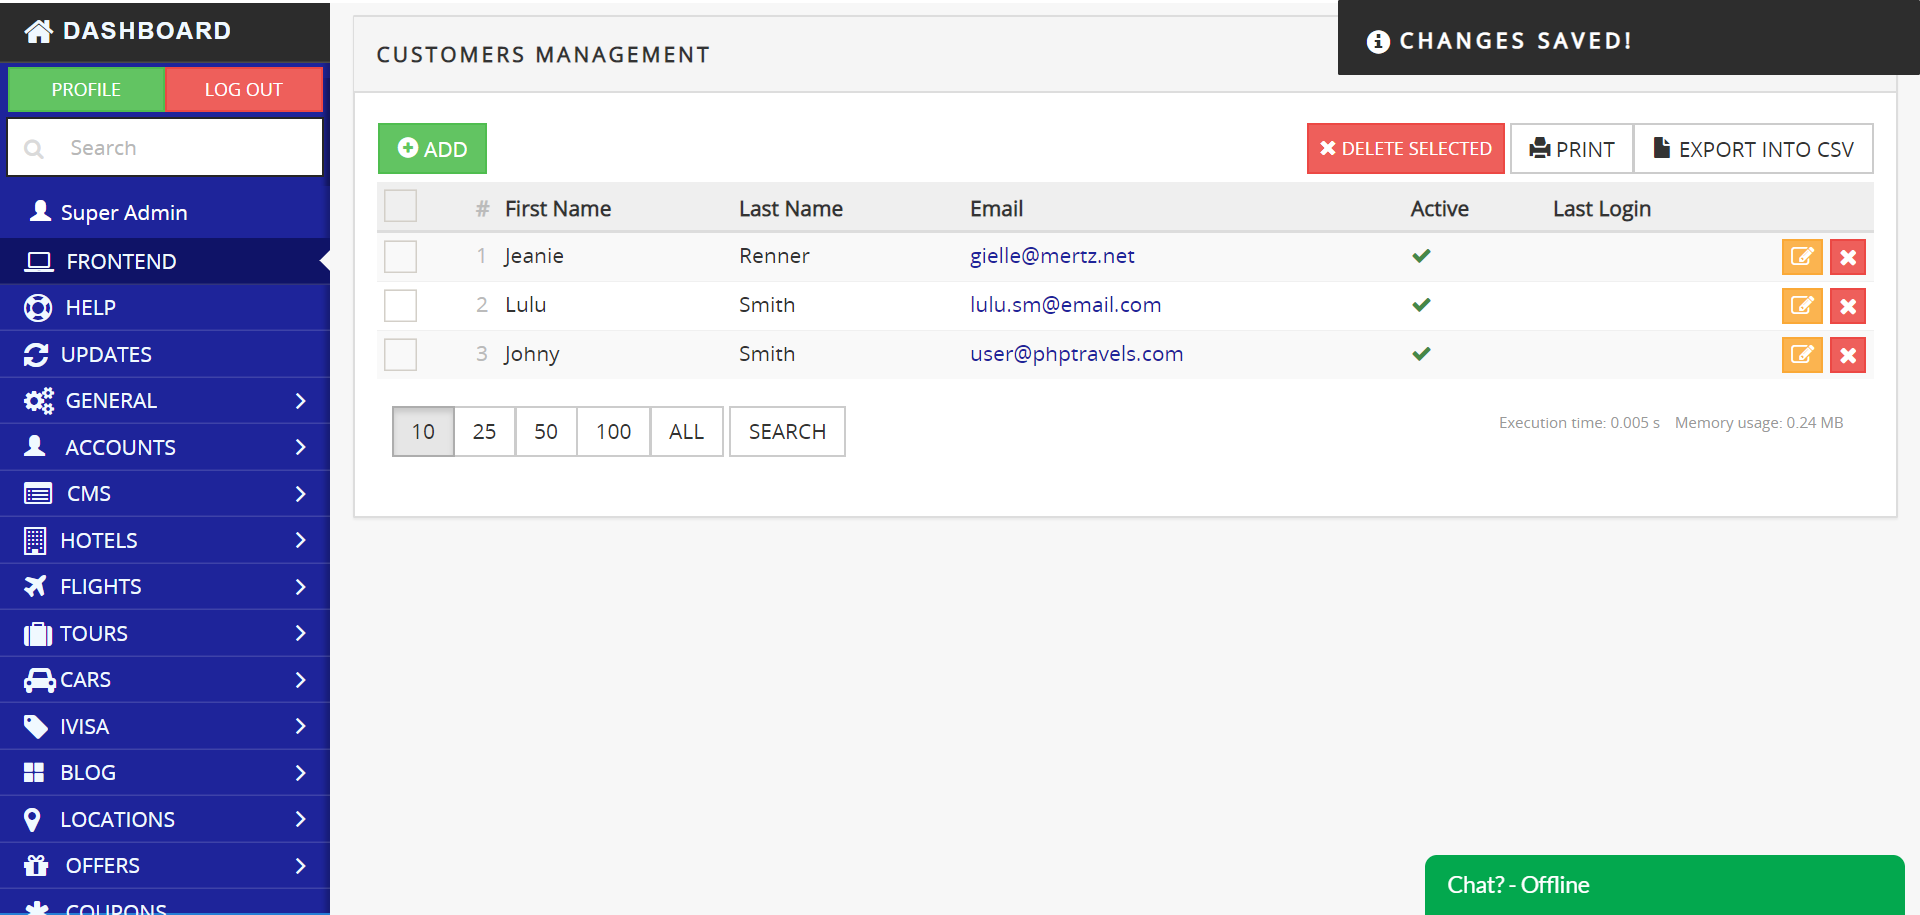 DASHBOARD
PROFILE LOG OUT
Search
Super Admin
FRONTEND
HELP
UPDATES
GENERAL
ACCOUNTS
CMS
HOTELS
FLIGHTS
TOURS
CARS
IVISA
BLOG
LOCATIONS
OFFERS
COUPONS
CUSTOMERS MANAGEMENT
CHANGES SAVED!
ADD DELETE SELECTED PRINT EXPORT INTO CSV
# First Name Last Name Email Active Last Login
1 Jeanie Renner gielle@mertz.net
2 Lulu Smith lulu.sm@email.com
3 Johny Smith user@phptravels.com
10 25 50 100 ALL SEARCH
Execution time: 0.005 s Memory usage: 0.24 MB
Chat? - Offline